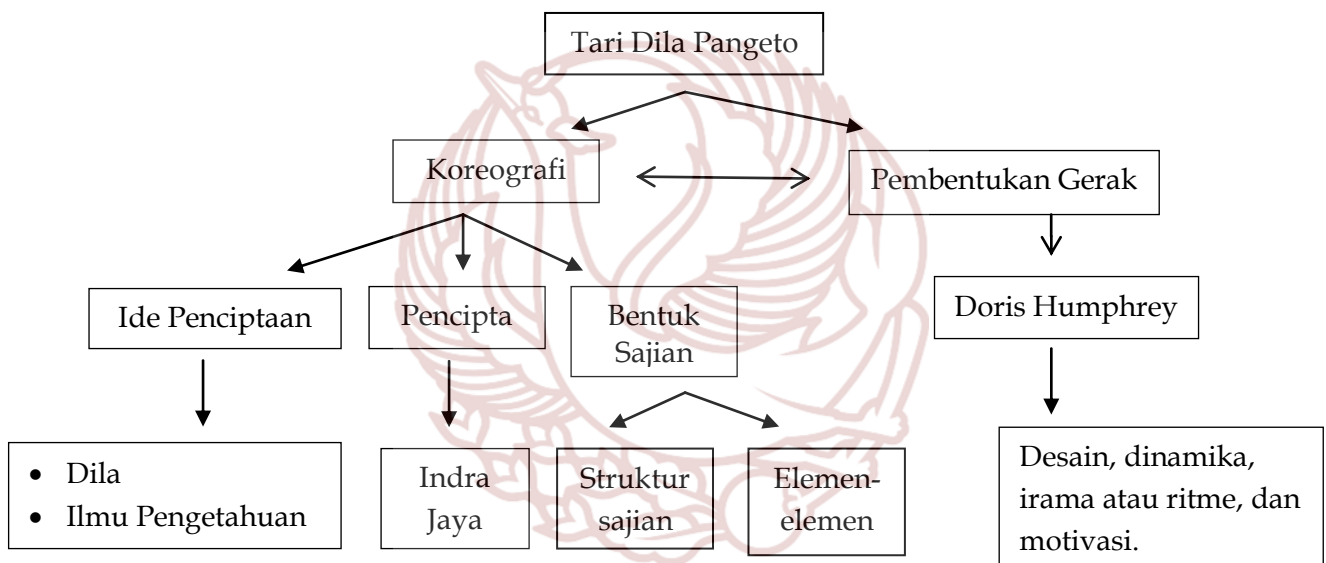 Tari Dila Pangeto
Koreografi
Pembentukan Gerak
Ide Penciptaan
Pencipta
Bentuk
Sajian
Doris Humphrey
• Dila
• Ilmu Pengetahuan
Indra
Jaya
Struktur
sajian
Elemen-
elemen
Desain, dinamika,
irama atau ritme, dan
motivasi.